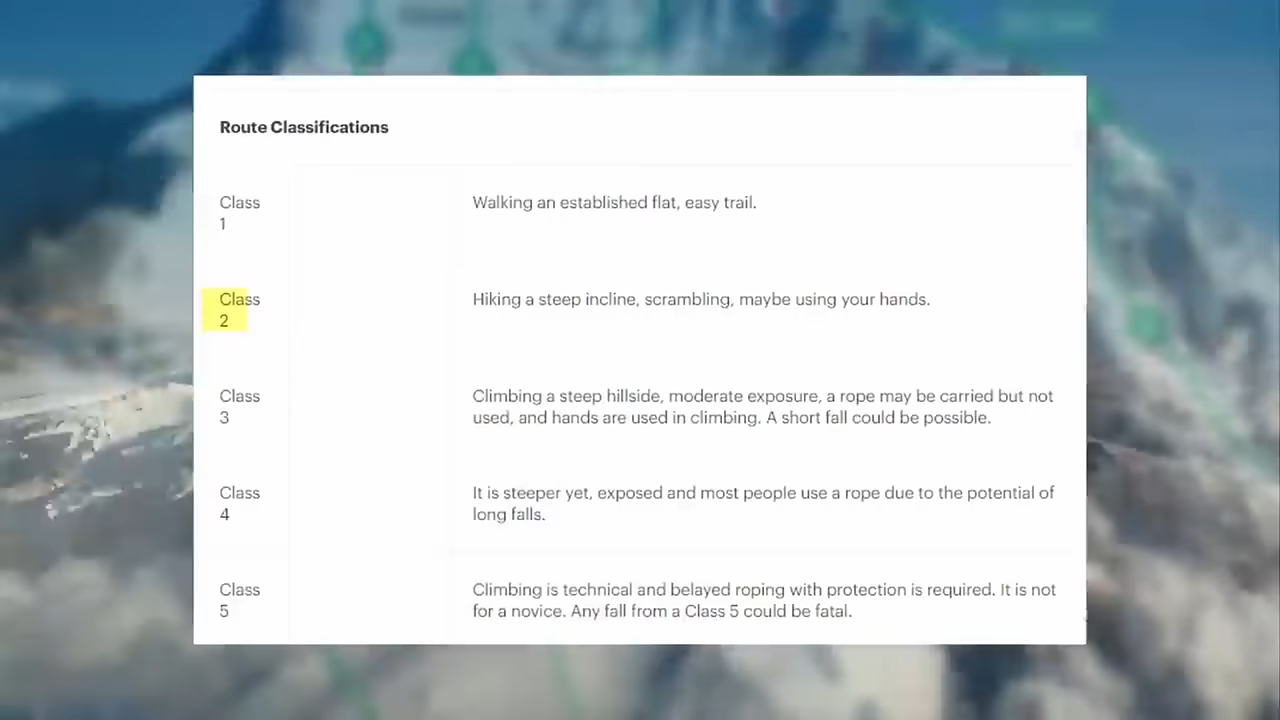 Route Classifications
Class
1
Walking an established flat, easy trail.
Class
2
Hiking a steep incline, scrambling, maybe using your hands.
Class
3
Climbing a steep hillside, moderate exposure, a rope may be carried but not
used, and hands are used in climbing. A short fall could be possible.
Class
4
It is steeper yet, exposed and most people use a rope due to the potential of
long falls.
Class
5
Climbing is technical and belayed roping with protection is required. It is not
for a novice. Any fall from a Class 5 could be fatal.